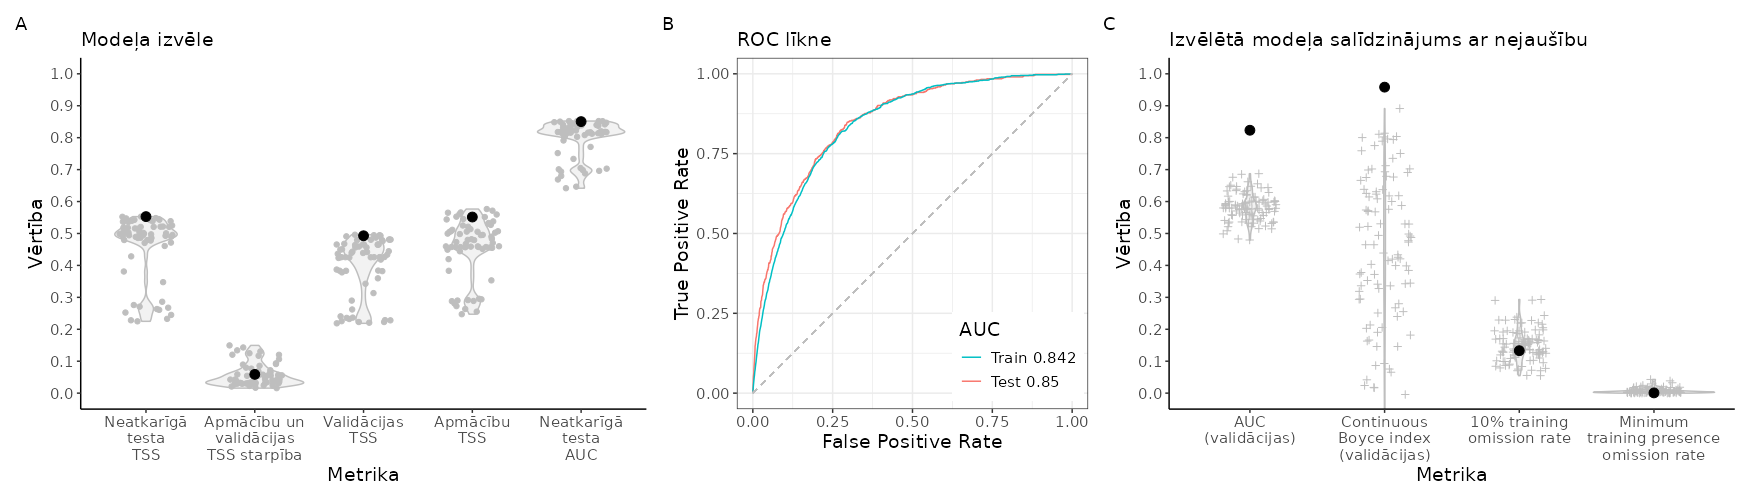 A
Modeļa izvēle
Vērtība
1.0
0.9
0.8
0.7
0.6
0.5
0.4
0.3
0.2
0.1
0.0
Neatkarīgā
testa
TSS
Apmācību un
validācijas
TSS starpība
Validācijas
TSS
Apmācību
TSS
Neatkarīgā
testa
AUC
Metrika
B
ROC līkne
True Positive Rate
1.00
0.75
0.50
0.25
0.00
AUC
Train 0.842
Test 0.85
0.00
0.25
0.50
0.75
1.00
False Positive Rate
C
Izvēlētā modeļa salīdzinājums ar nejaušību
Vērtība
1.0
0.9
0.8
0.7
0.6
0.5
0.4
0.3
0.2
0.1
0.0
AUC
(validācijas)
Continuous
Boyce index
(validācijas)
10% training
omission rate
Minimum
training presence
omission rate
Metrika